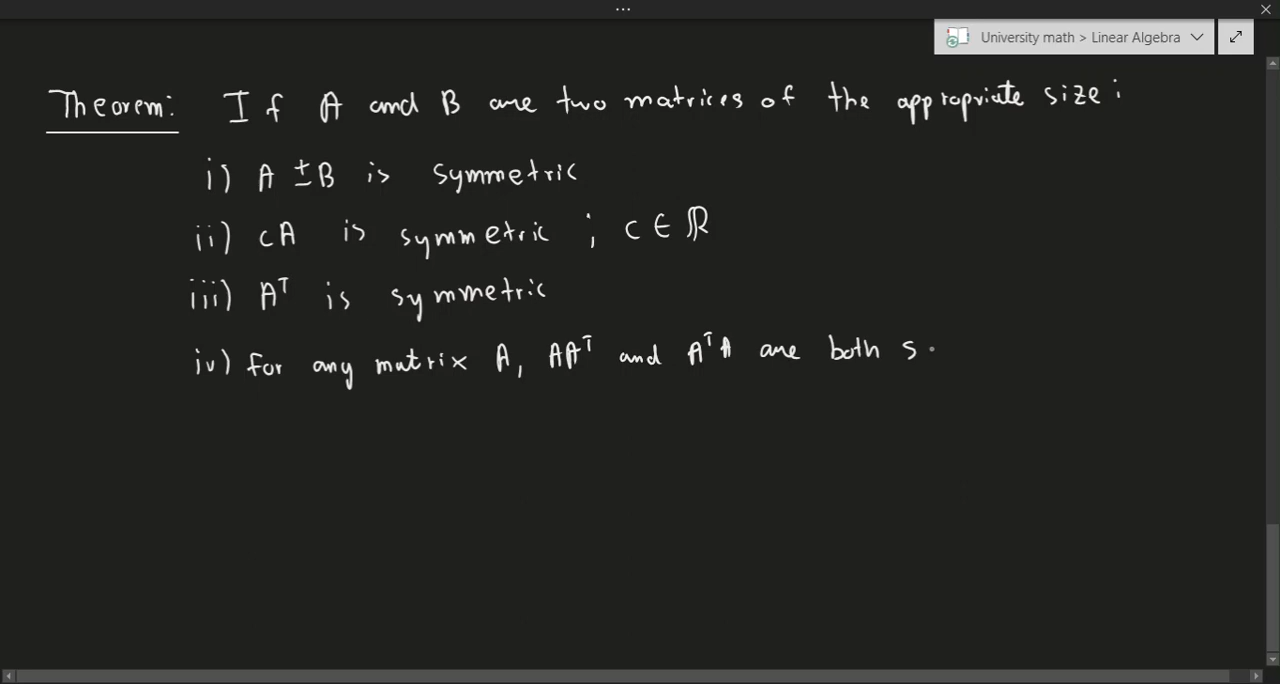 University math > Linear Algebra
Theorem: If A and B are two matrices of the appropriate size :
i) A ± B is symmetric
ii) cA is symmetric ; c ∈ ℝ
iii) Aᵀ is symmetric
iv) for any matrix A, AAᵀ and AᵀA are both s